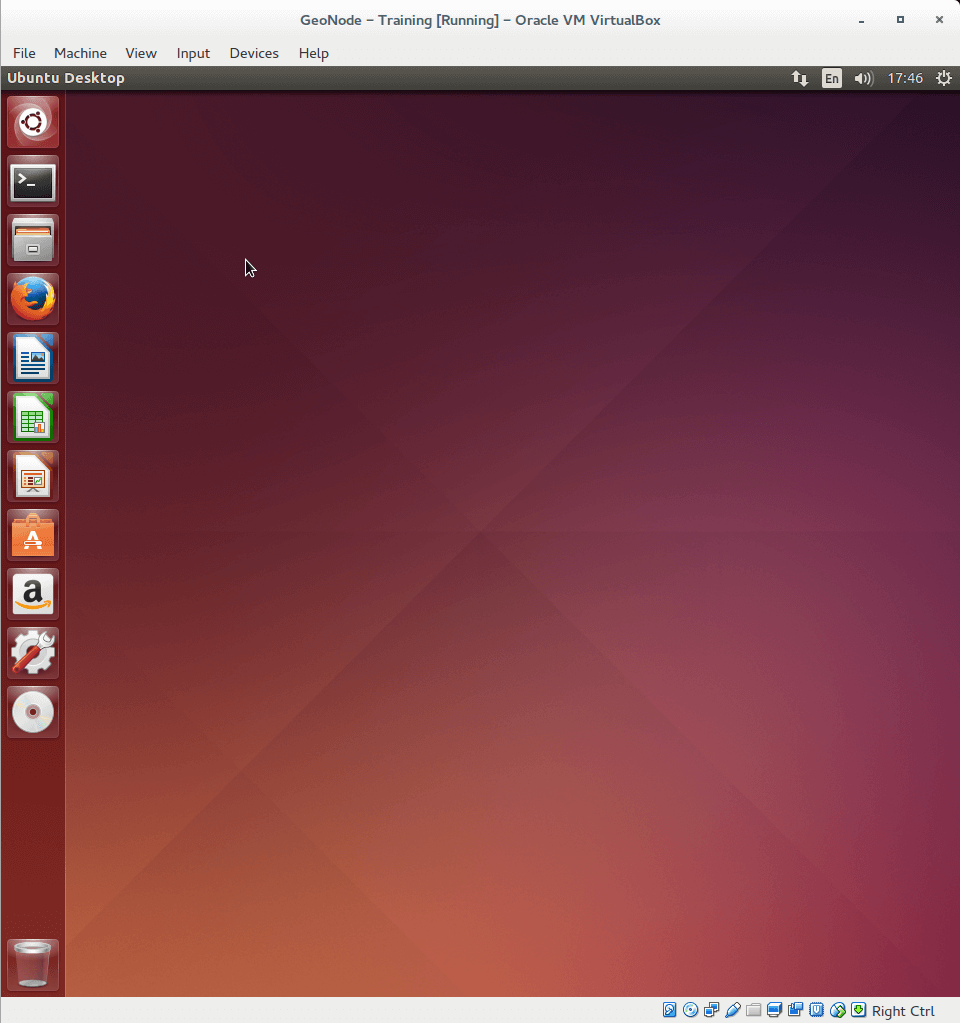 GeoNode – Training [Running] – Oracle VM VirtualBox
File Machine View Input Devices Help
Ubuntu Desktop En 17:46
>_
A
a
Right Ctrl